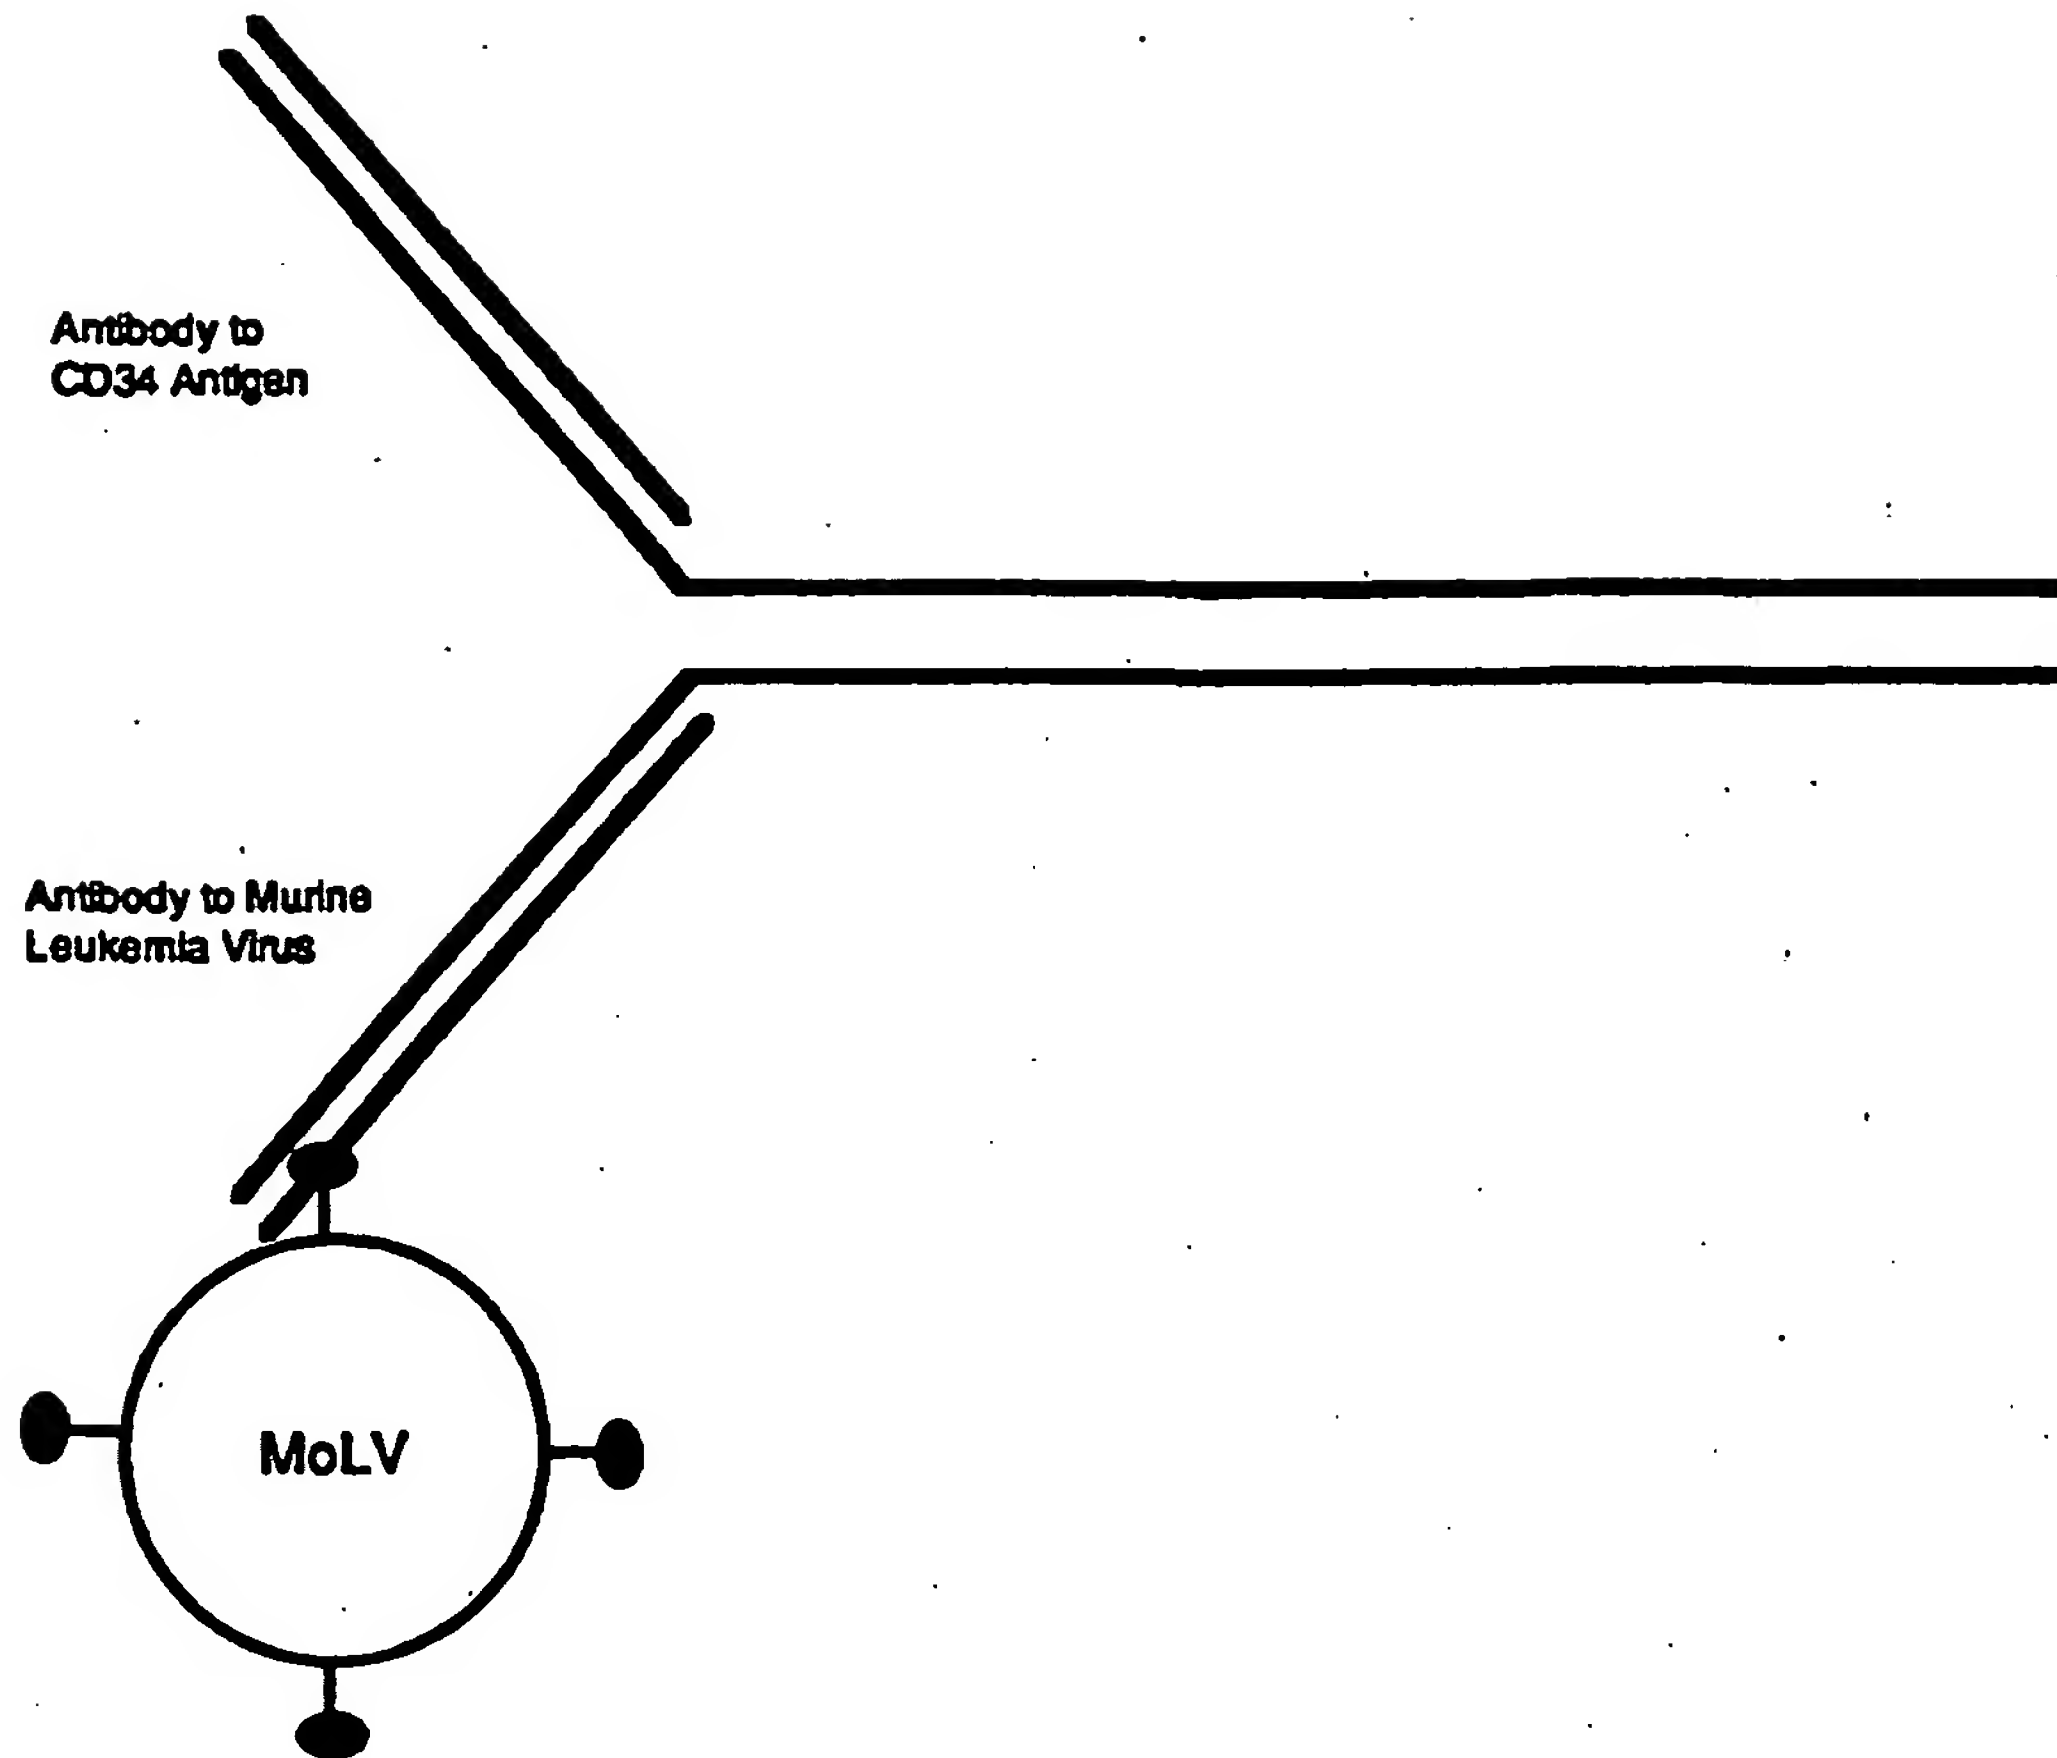 Antibody to
CD34 Antigen
Antibody to Murine
Leukemia Virus
MoLV